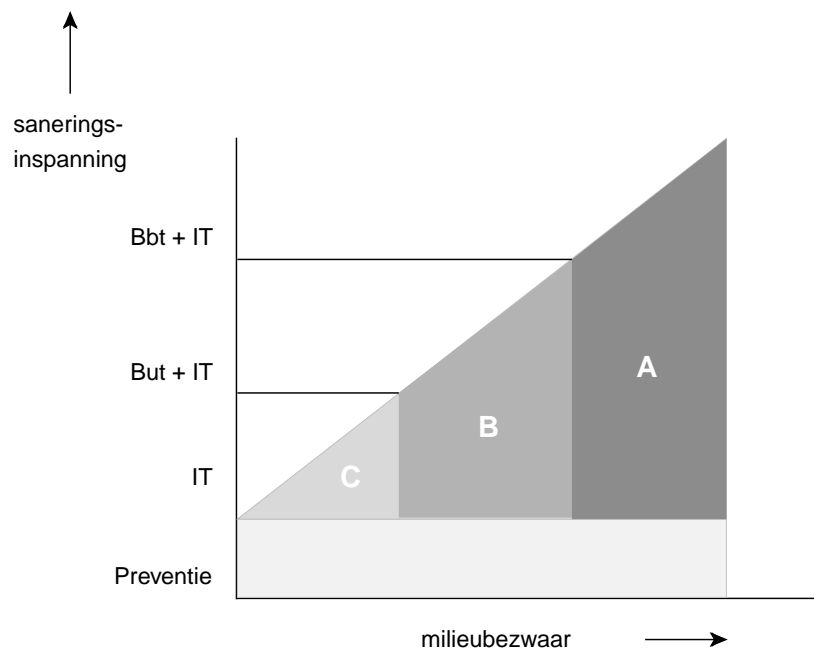 sanerings-
inspanning
Bbt + IT
But + IT
A
B
IT
C
Preventie
milieubezwaar